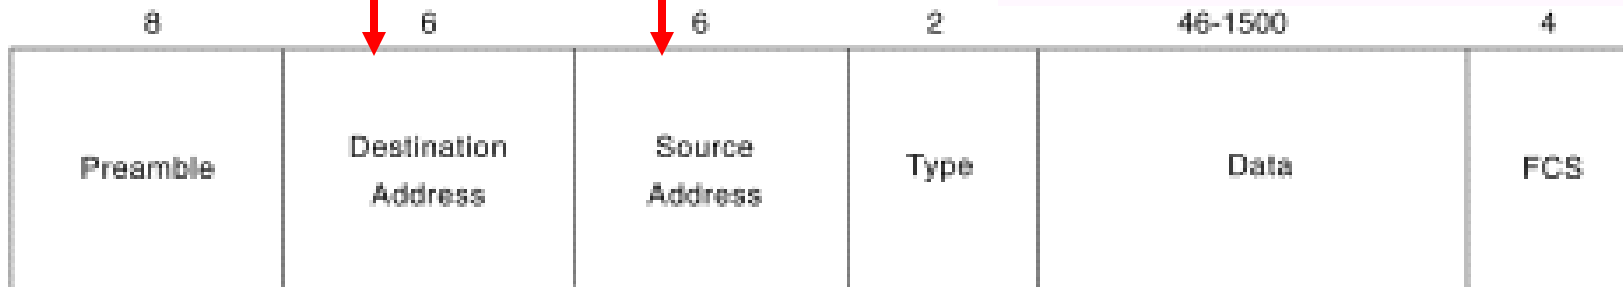 8 6 6 2 46-1500 4
Preamble
Destination
Address
Source
Address
Type
Data
FCS